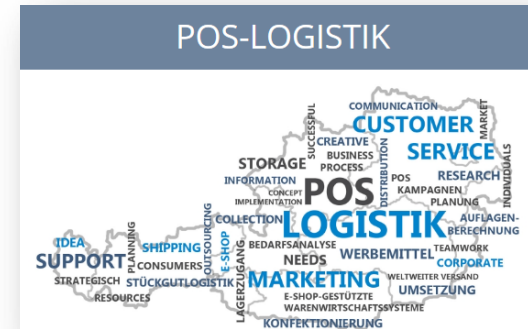 POS-LOGISTIK
COMMUNICATION
MARKET
SUCCESSFUL
CUSTOMER
CREATIVE
DISTRIBUTION
BUSINESS
PROCESS
SERVICE
INDIVIDUALS
STORAGE
INFORMATION
CONCEPT
IMPLEMENTATION
POS
POS
KAMPAGNEN
RESEARCH
PLANUNG
COLLECTION
LOGISTIK
AUFLAGEN-
BERECHNUNG
OUTSOURCING
E-SHOP
LAGERZUGANG
BEDARFSANALYSE
NEEDS
WERBEMITTEL
TEAMWORK
CORPORATE
IDEA
PLANNING
SHIPPING
SUPPORT
CONSUMERS
STRATEGISCH
STÜCKGUTLOGISTIK
RESOURCES
MARKETING
WELTWEITER VERSAND
UMSETZUNG
E-SHOP-GESTÜTZTE
WARENWIRTSCHAFTSSYSTEME
KONFEKTIONIERUNG